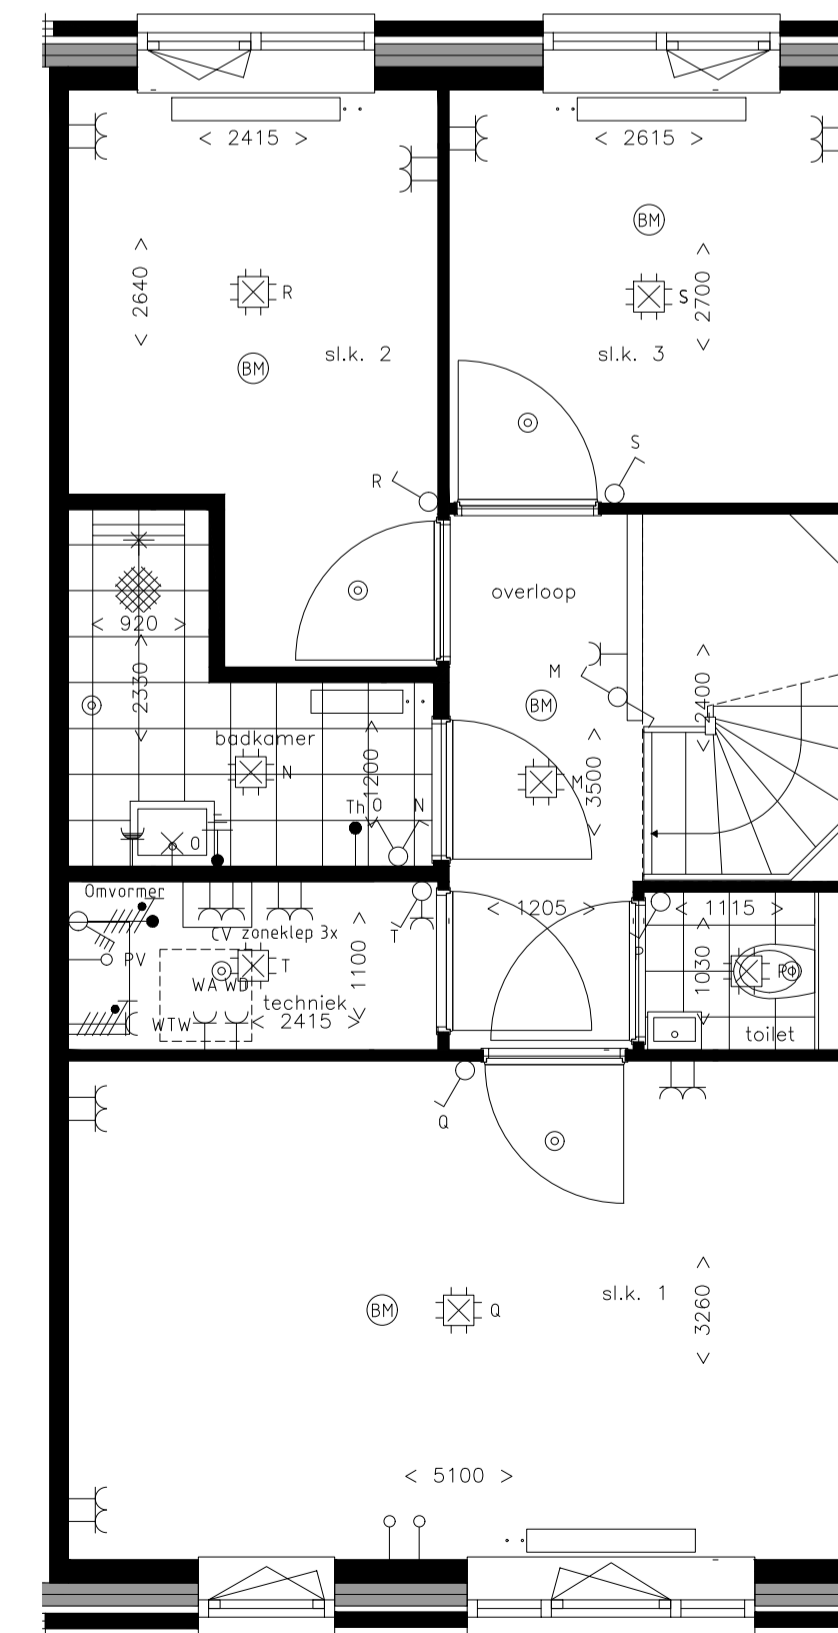 < 2415 >
< 2615 >
BM
< 2640 >
R
S
< 2700 >
BM
sl.k. 2
sl.k. 3
S
R
overloop
< 920 >
< 2330 >
M
< 2400 >
BM
badkamer
N
< 1200 >
M
< 3500 >
Th
O
N
O
Omvormer
< 1205 >
< 1115 >
CV zoneklep 3x
T
PV
T
< 1100 >
< 1030 >
WA WD
techniek
WTW
< 2415 >
toilet
Q
sl.k. 1
BM
Q
< 3260 >
< 5100 >